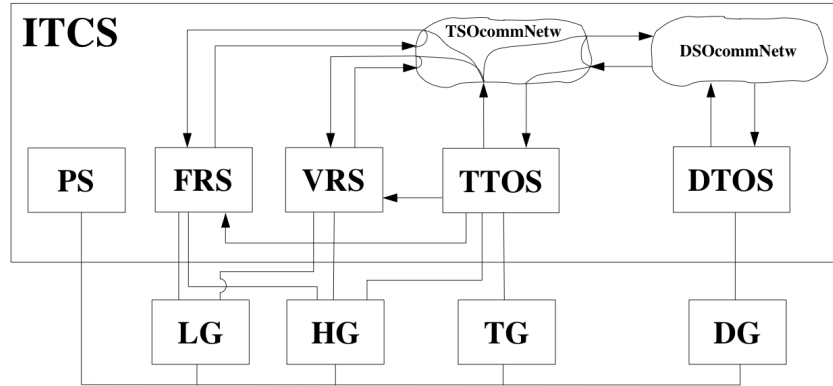 ITCS
TSOcommNetw
DSOcommNetw
PS
FRS
VRS
TTOS
DTOS
LG
HG
TG
DG